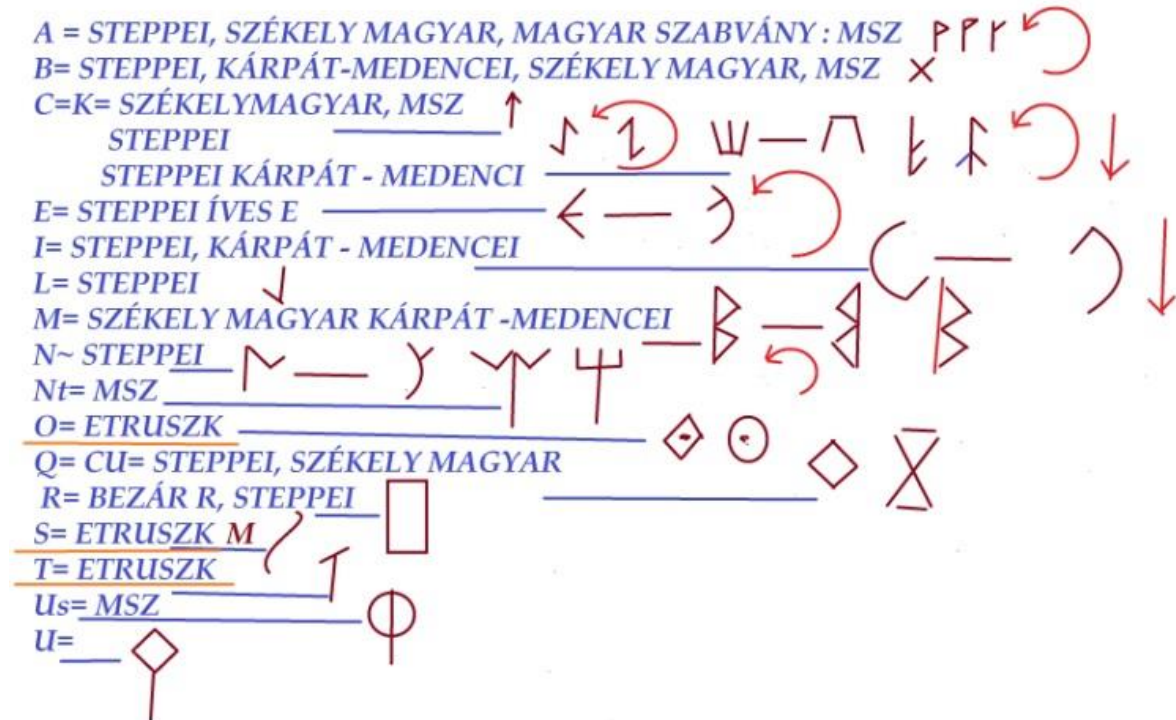 A = STEPPEI, SZÉKELY MAGYAR, MAGYAR SZABVÁNY : MSZ
B= STEPPEI, KÁRPÁT-MEDENCEI, SZÉKELY MAGYAR, MSZ
C=K= SZÉKELYMAGYAR, MSZ
STEPPEI
STEPPEI KÁRPÁT - MEDENCI
E= STEPPEI ÍVES E
I= STEPPEI, KÁRPÁT - MEDENCEI
L= STEPPEI
M= SZÉKELY MAGYAR KÁRPÁT -MEDENCEI
N~ STEPPEI
Nt= MSZ
O= ETRUSZK
Q= CU= STEPPEI, SZÉKELY MAGYAR
R= BEZÁR R, STEPPEI
S= ETRUSZK M
T= ETRUSZK
Us= MSZ
U=